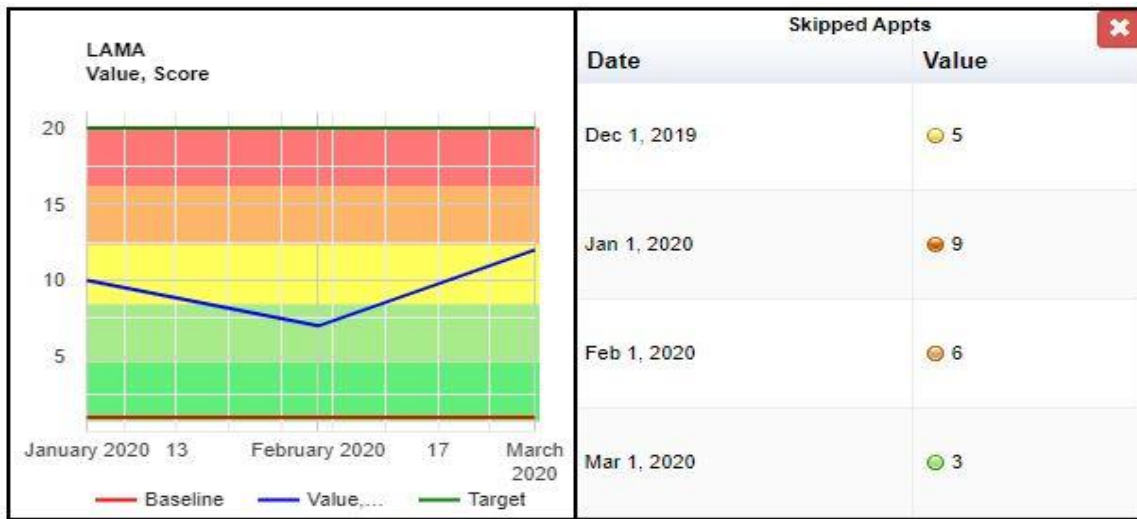 LAMA
Value, Score
20
15
10
5
January 2020 13 February 2020 17 March
2020
Baseline Value,... Target
Skipped Appts
Date Value
Dec 1, 2019 5
Jan 1, 2020 9
Feb 1, 2020 6
Mar 1, 2020 3